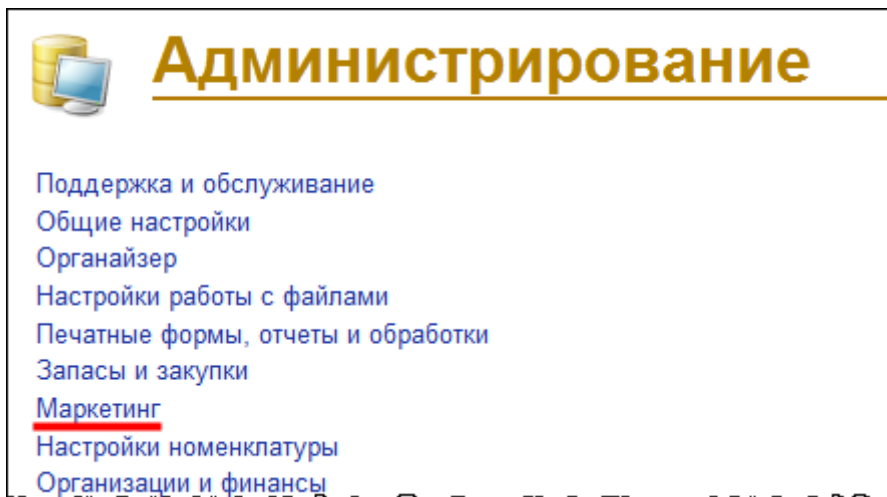 Администрирование
Поддержка и обслуживание
Общие настройки
Органайзер
Настройки работы с файлами
Печатные формы, отчеты и обработки
Запасы и закупки
Маркетинг
Настройки номенклатуры
Организации и финансы